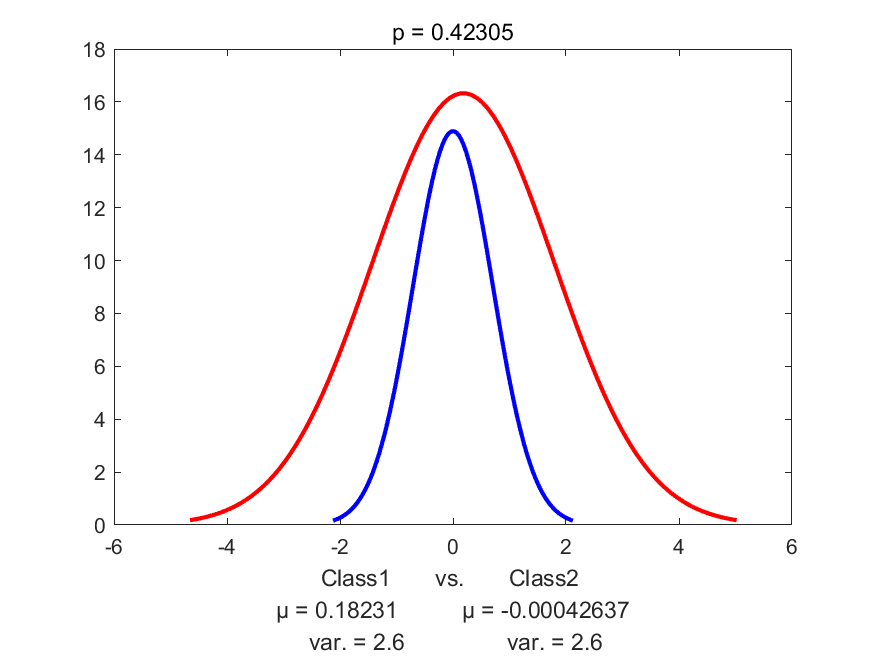 p = 0.42305
18
16
14
12
10
8
6
4
2
0
-6 -4 -2 0 2 4 6
Class1 vs. Class2
μ = 0.18231 μ = -0.00042637
var. = 2.6 var. = 2.6